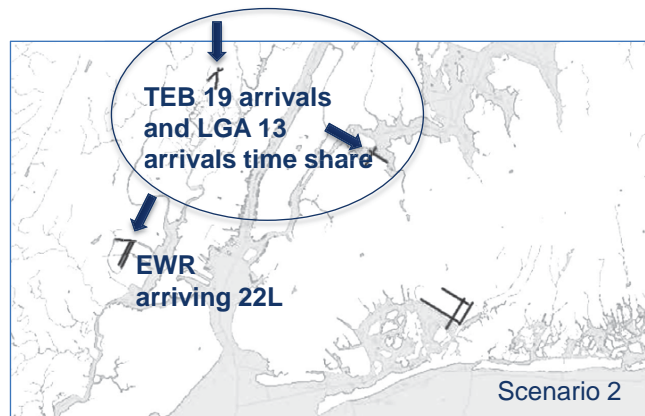 TEB 19 arrivals
and LGA 13
arrivals time share
EWR
arriving 22L
Scenario 2